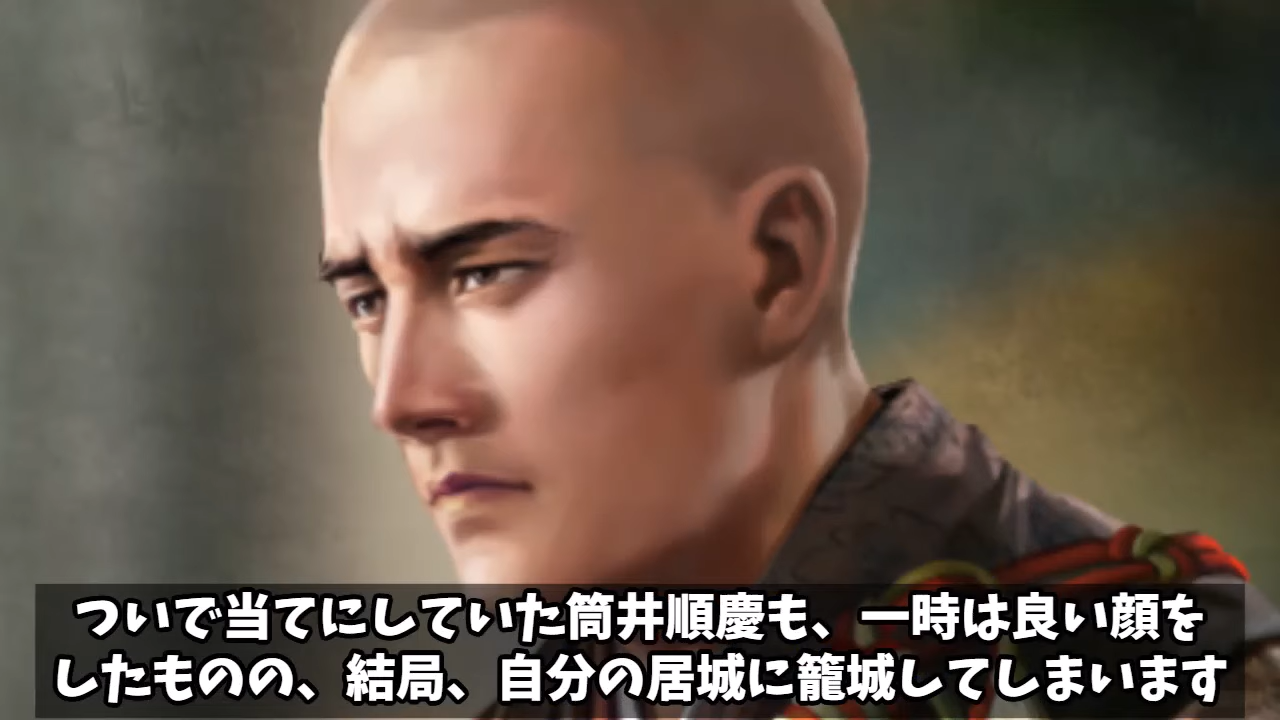 ついで当てにしていた筒井順慶も、一時は良い顔を
したものの、結局、自分の居城に籠城してしまいます